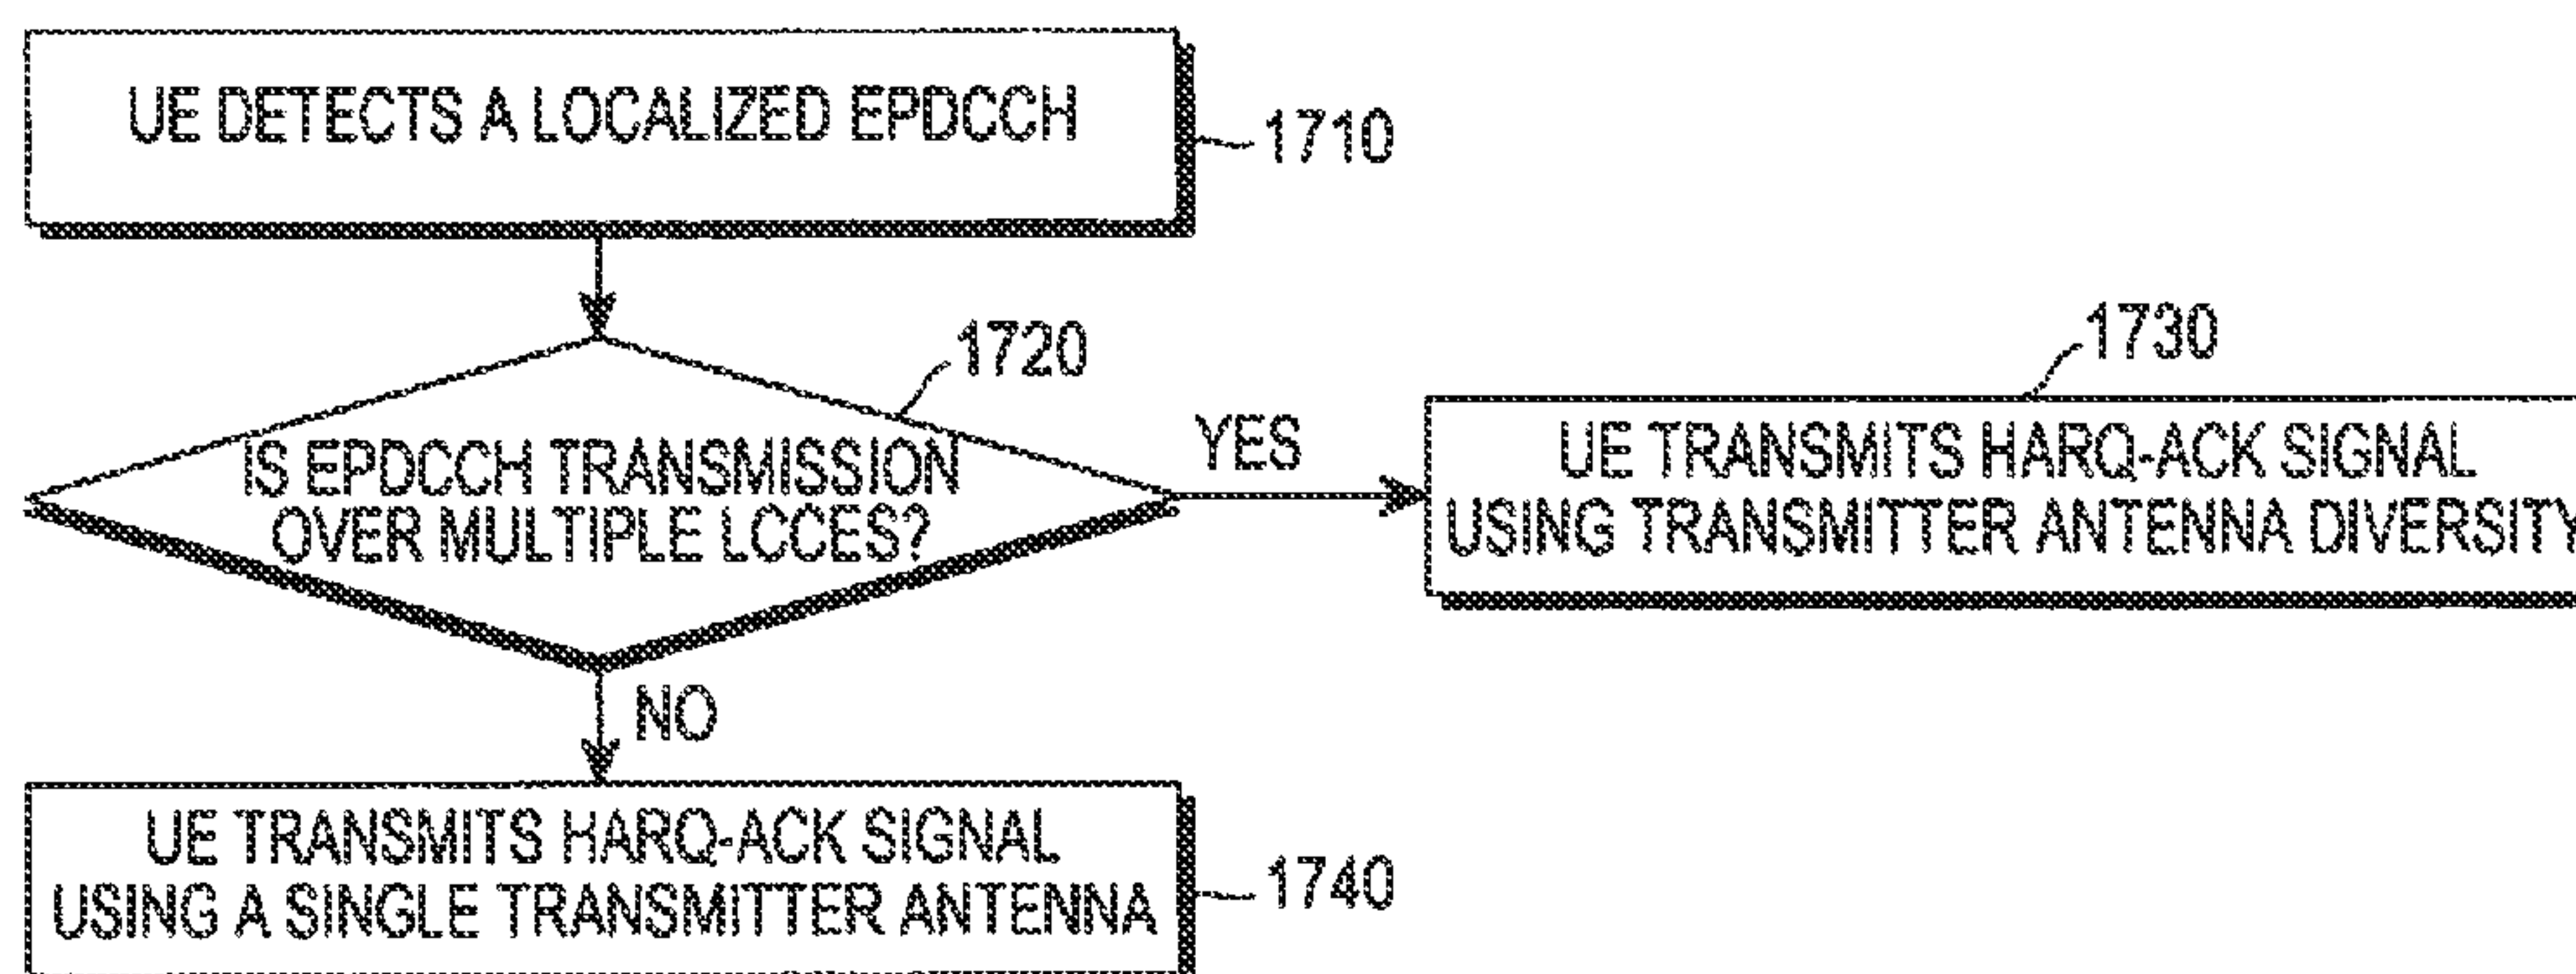 UE DETECTS A LOCALIZED EPDCCH
1710
1720
IS EPDCCH TRANSMISSION
OVER MULTIPLE LCCES?
YES
1730
UE TRANSMITS HARQ-ACK SIGNAL
USING TRANSMITTER ANTENNA DIVERSITY
NO
UE TRANSMITS HARQ-ACK SIGNAL
USING A SINGLE TRANSMITTER ANTENNA
1740